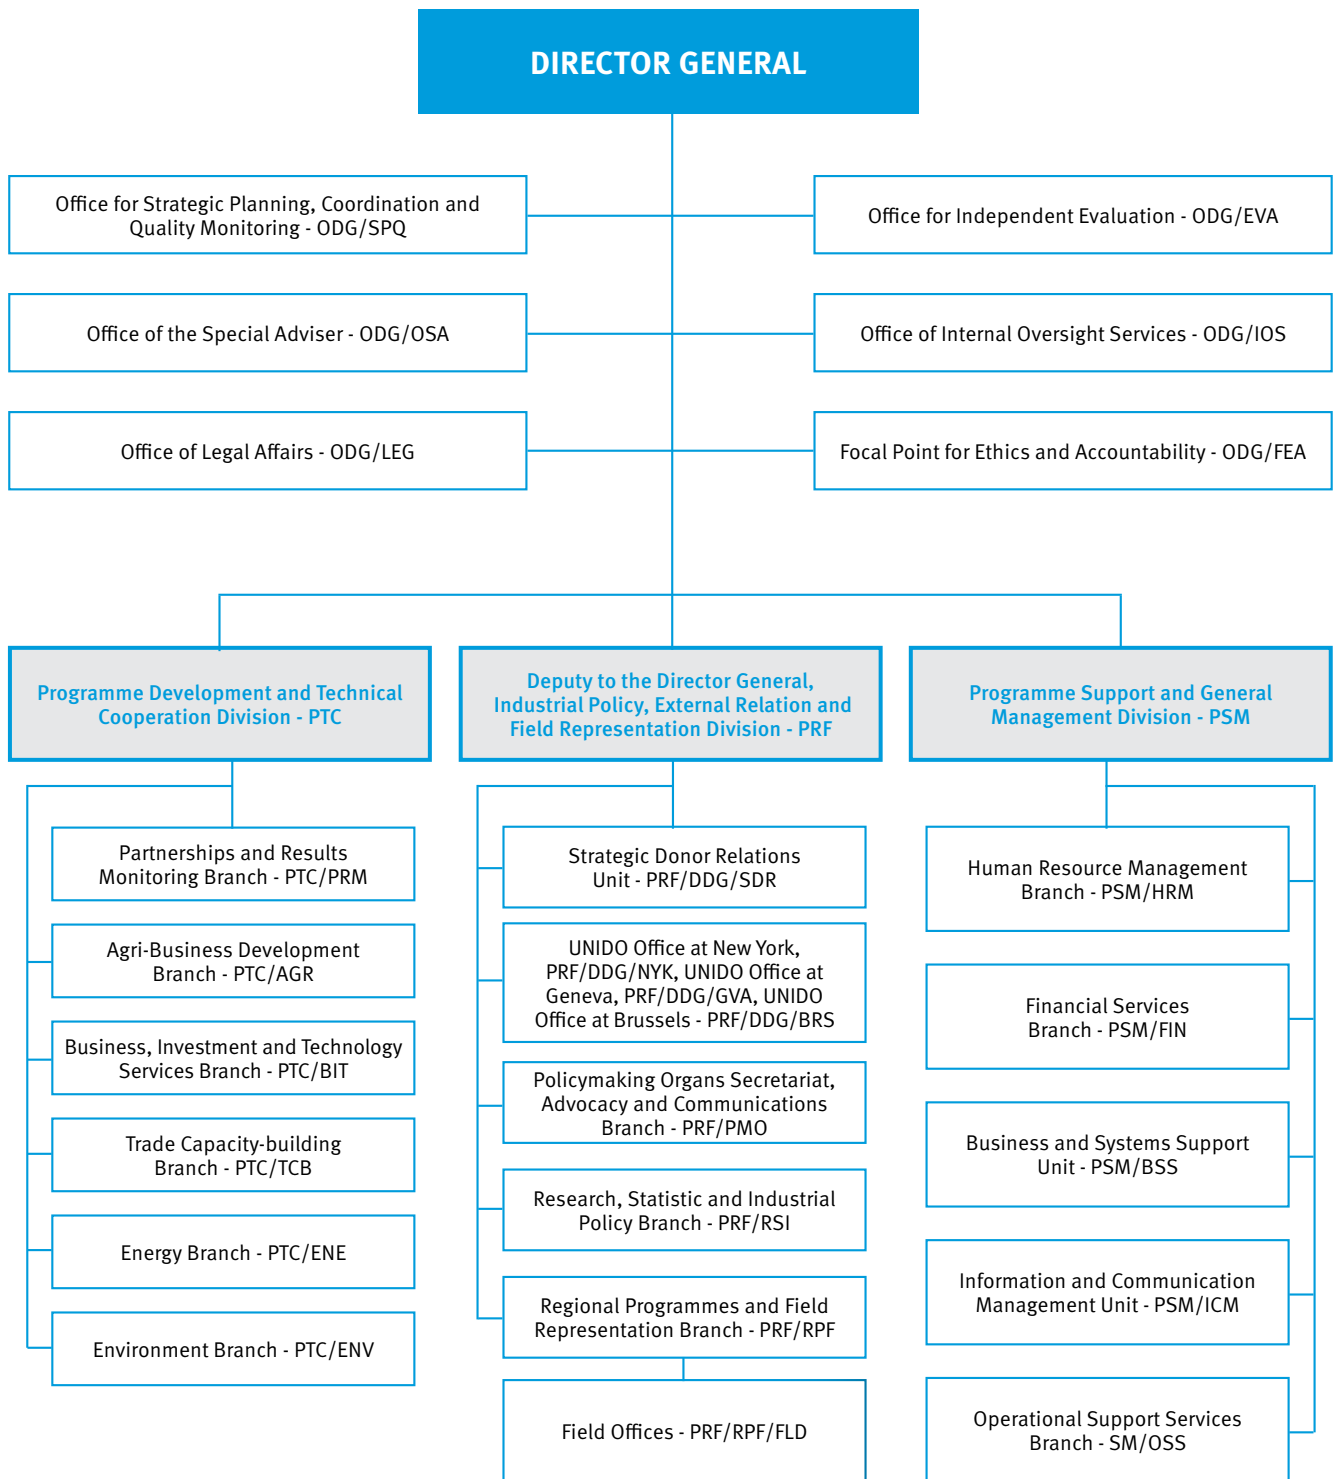 DIRECTOR GENERAL
Office for Strategic Planning, Coordination and
Quality Monitoring - ODG/SPQ
Office for Independent Evaluation - ODG/EVA
Office of the Special Adviser - ODG/OSA
Office of Internal Oversight Services - ODG/IOS
Office of Legal Affairs - ODG/LEG
Focal Point for Ethics and Accountability - ODG/FEA
Programme Development and Technical
Cooperation Division - PTC
Deputy to the Director General,
Industrial Policy, External Relation and
Field Representation Division - PRF
Programme Support and General
Management Division - PSM
Partnerships and Results
Monitoring Branch - PTC/PRM
Agri-Business Development
Branch - PTC/AGR
Business, Investment and Technology
Services Branch - PTC/BIT
Trade Capacity-building
Branch - PTC/TCB
Energy Branch - PTC/ENE
Environment Branch - PTC/ENV
Strategic Donor Relations
Unit - PRF/DDG/SDR
UNIDO Office at New York,
PRF/DDG/NYK, UNIDO Office at
Geneva, PRF/DDG/GVA, UNIDO
Office at Brussels - PRF/DDG/BRS
Policymaking Organs Secretariat,
Advocacy and Communications
Branch - PRF/PMO
Research, Statistic and Industrial
Policy Branch - PRF/RSI
Regional Programmes and Field
Representation Branch - PRF/RPF
Field Offices - PRF/RPF/FLD
Human Resource Management
Branch - PSM/HRM
Financial Services
Branch - PSM/FIN
Business and Systems Support
Unit - PSM/BSS
Information and Communication
Management Unit - PSM/ICM
Operational Support Services
Branch - SM/OSS